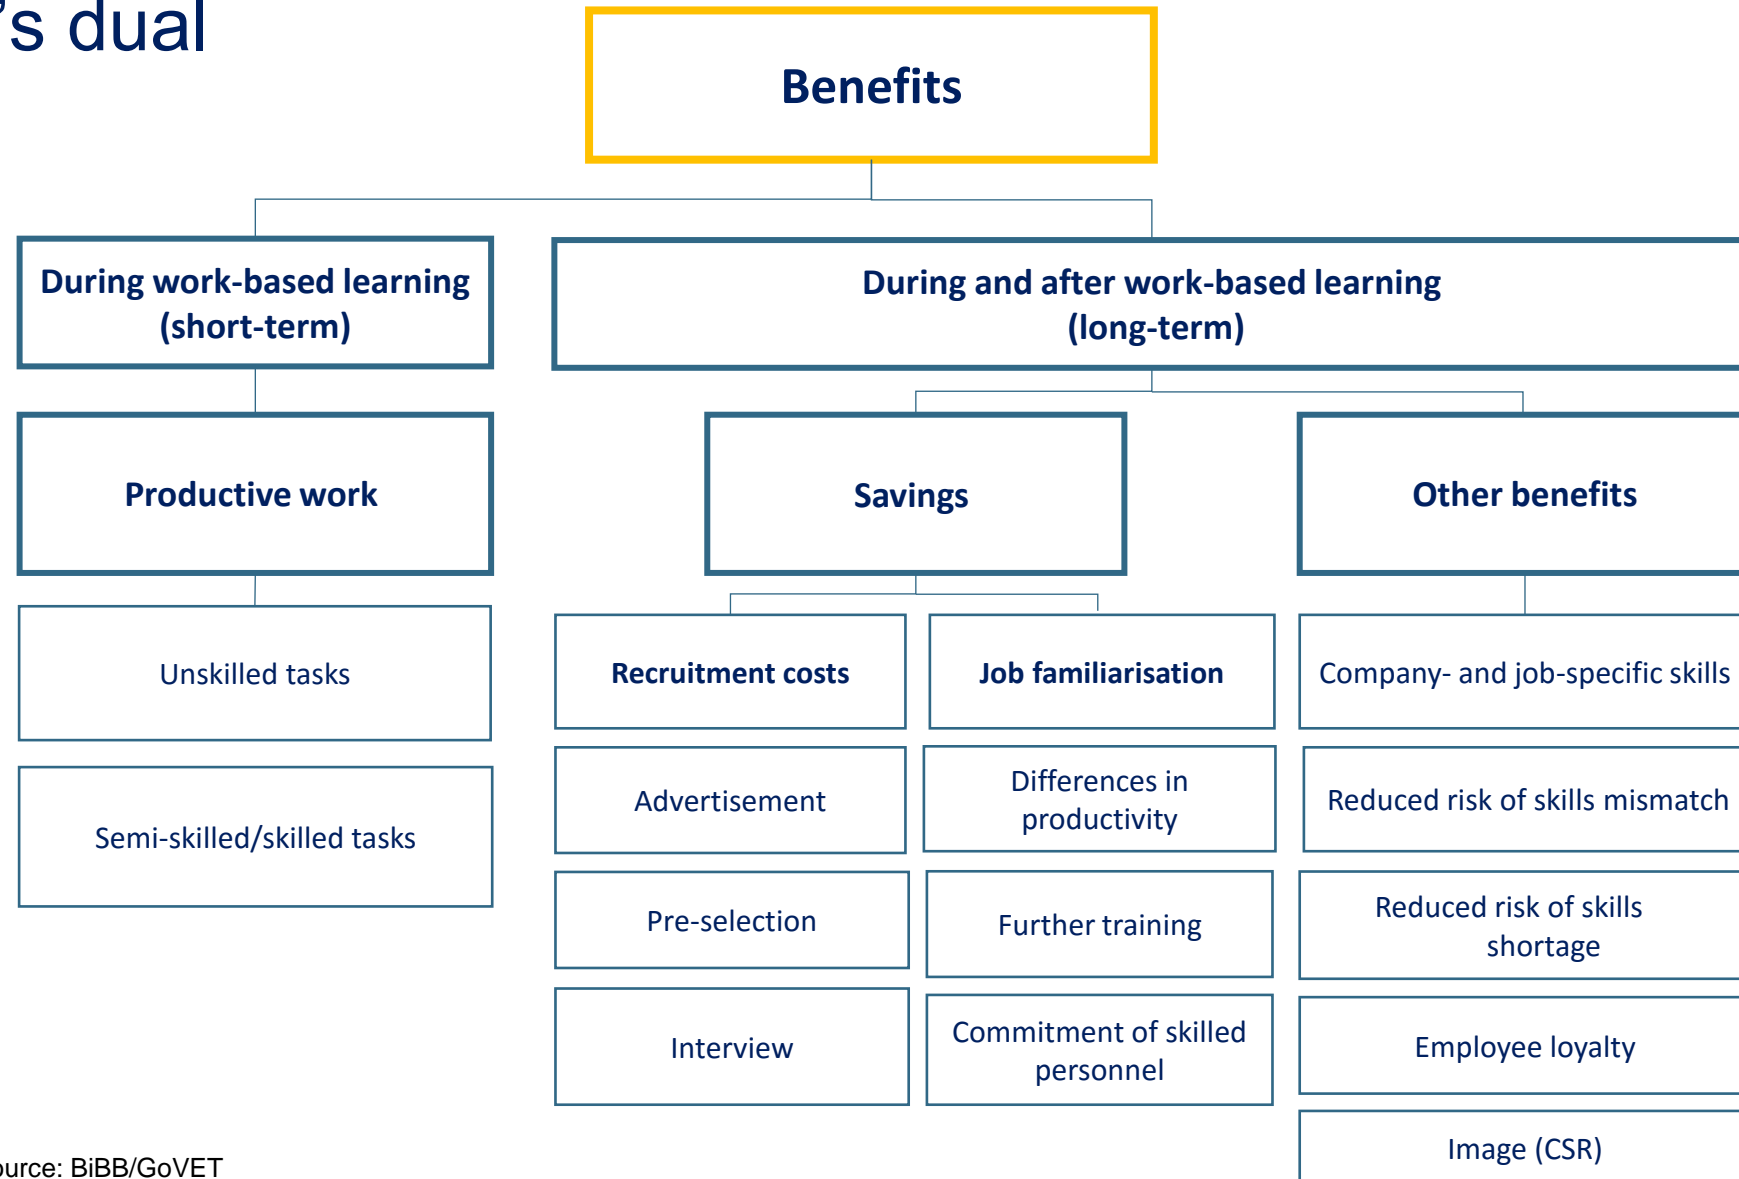 's dual
Benefits
During work-based learning
(short-term)
During and after work-based learning
(long-term)
Productive work
Savings
Other benefits
Unskilled tasks
Semi-skilled/skilled tasks
Recruitment costs
Advertisement
Pre-selection
Interview
Job familiarisation
Differences in
productivity
Further training
Commitment of skilled
personnel
Company- and job-specific skills
Reduced risk of skills mismatch
Reduced risk of skills
shortage
Employee loyalty
Image (CSR)
ource: BiBB/GoVET